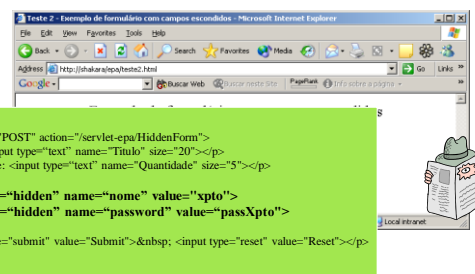 Teste 2 - Exemplo de formulário com campos escondidos - Microsoft Internet Explorer
File Edit View Favorites Tools Help
Back Search Favorites Media
Address http://shakara/epa/teste2.html Go Links »
Google Buscar Web Buscar neste Site PageRank Info sobre a página
"POST" action="/servlet-epa/HiddenForm">
put type="text" name="Titulo" size="20"></p>
e: <input type="text" name="Quantidade" size="5"></p>
="hidden" name="nome" value="xpto">
="hidden" name="password" value="passXpto">
e="submit" value="Submit">&nbsp; <input type="reset" value="Reset"></p>
Local intranet